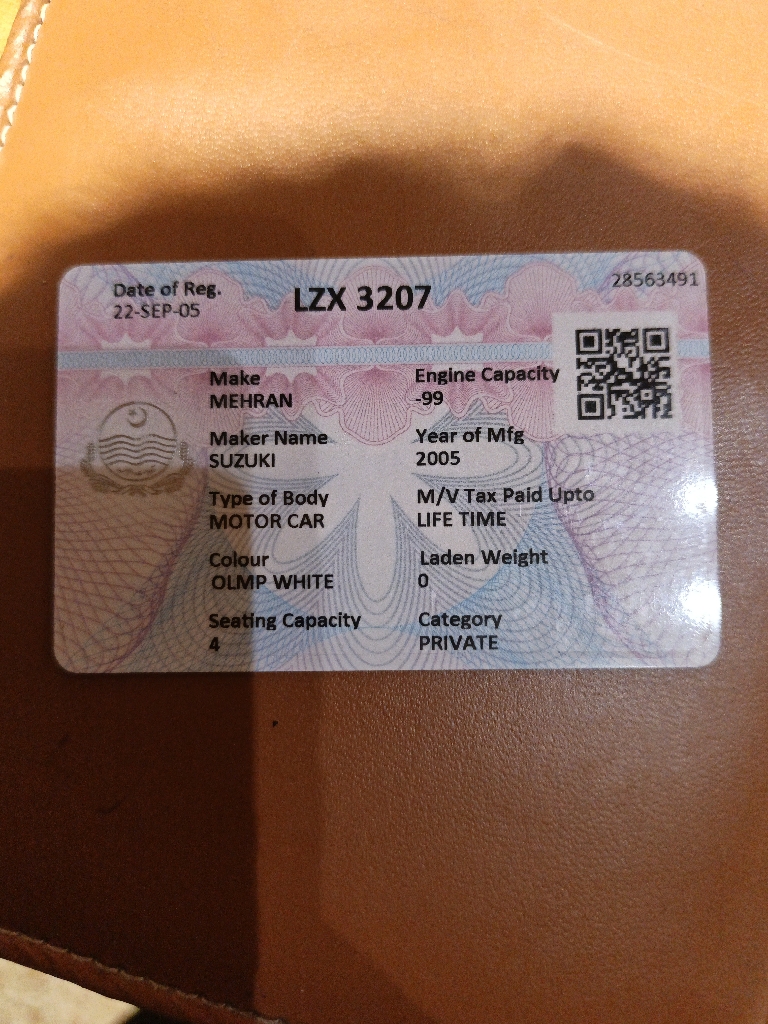 Date of Reg.
22-SEP-05
LZX 3207
28563491
Make
MEHRAN
Engine Capacity
-99
Maker Name
SUZUKI
Year of Mfg
2005
Type of Body
MOTOR CAR
M/V Tax Paid Upto
LIFE TIME
Colour
OLMP WHITE
Laden Weight
0
Seating Capacity
4
Category
PRIVATE